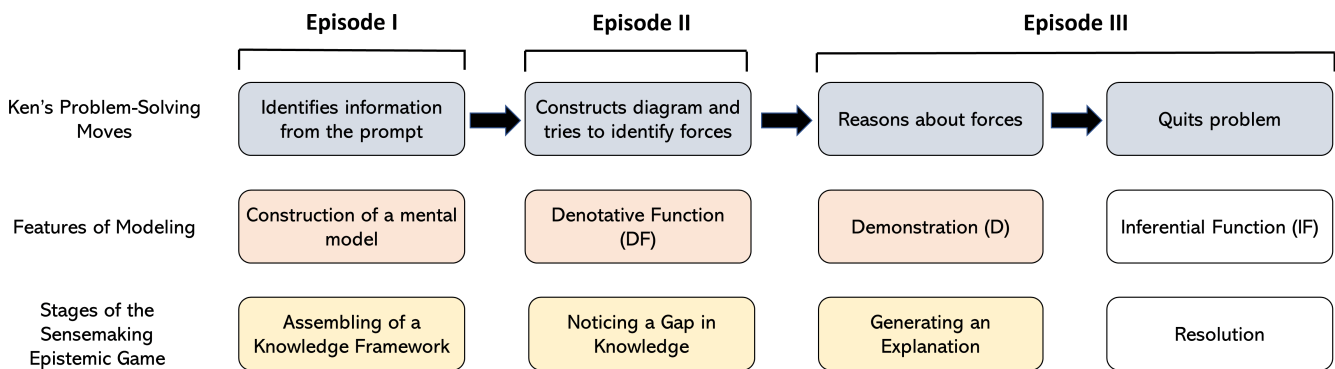 Episode I
Episode II
Episode III
Ken's Problem-Solving
Moves
Identifies information
from the prompt
Constructs diagram and
tries to identify forces
Reasons about forces
Quits problem
Features of Modeling
Construction of a mental
model
Denotative Function
(DF)
Demonstration (D)
Inferential Function (IF)
Stages of the
Sensemaking
Epistemic Game
Assembling of a
Knowledge Framework
Noticing a Gap in
Knowledge
Generating an
Explanation
Resolution